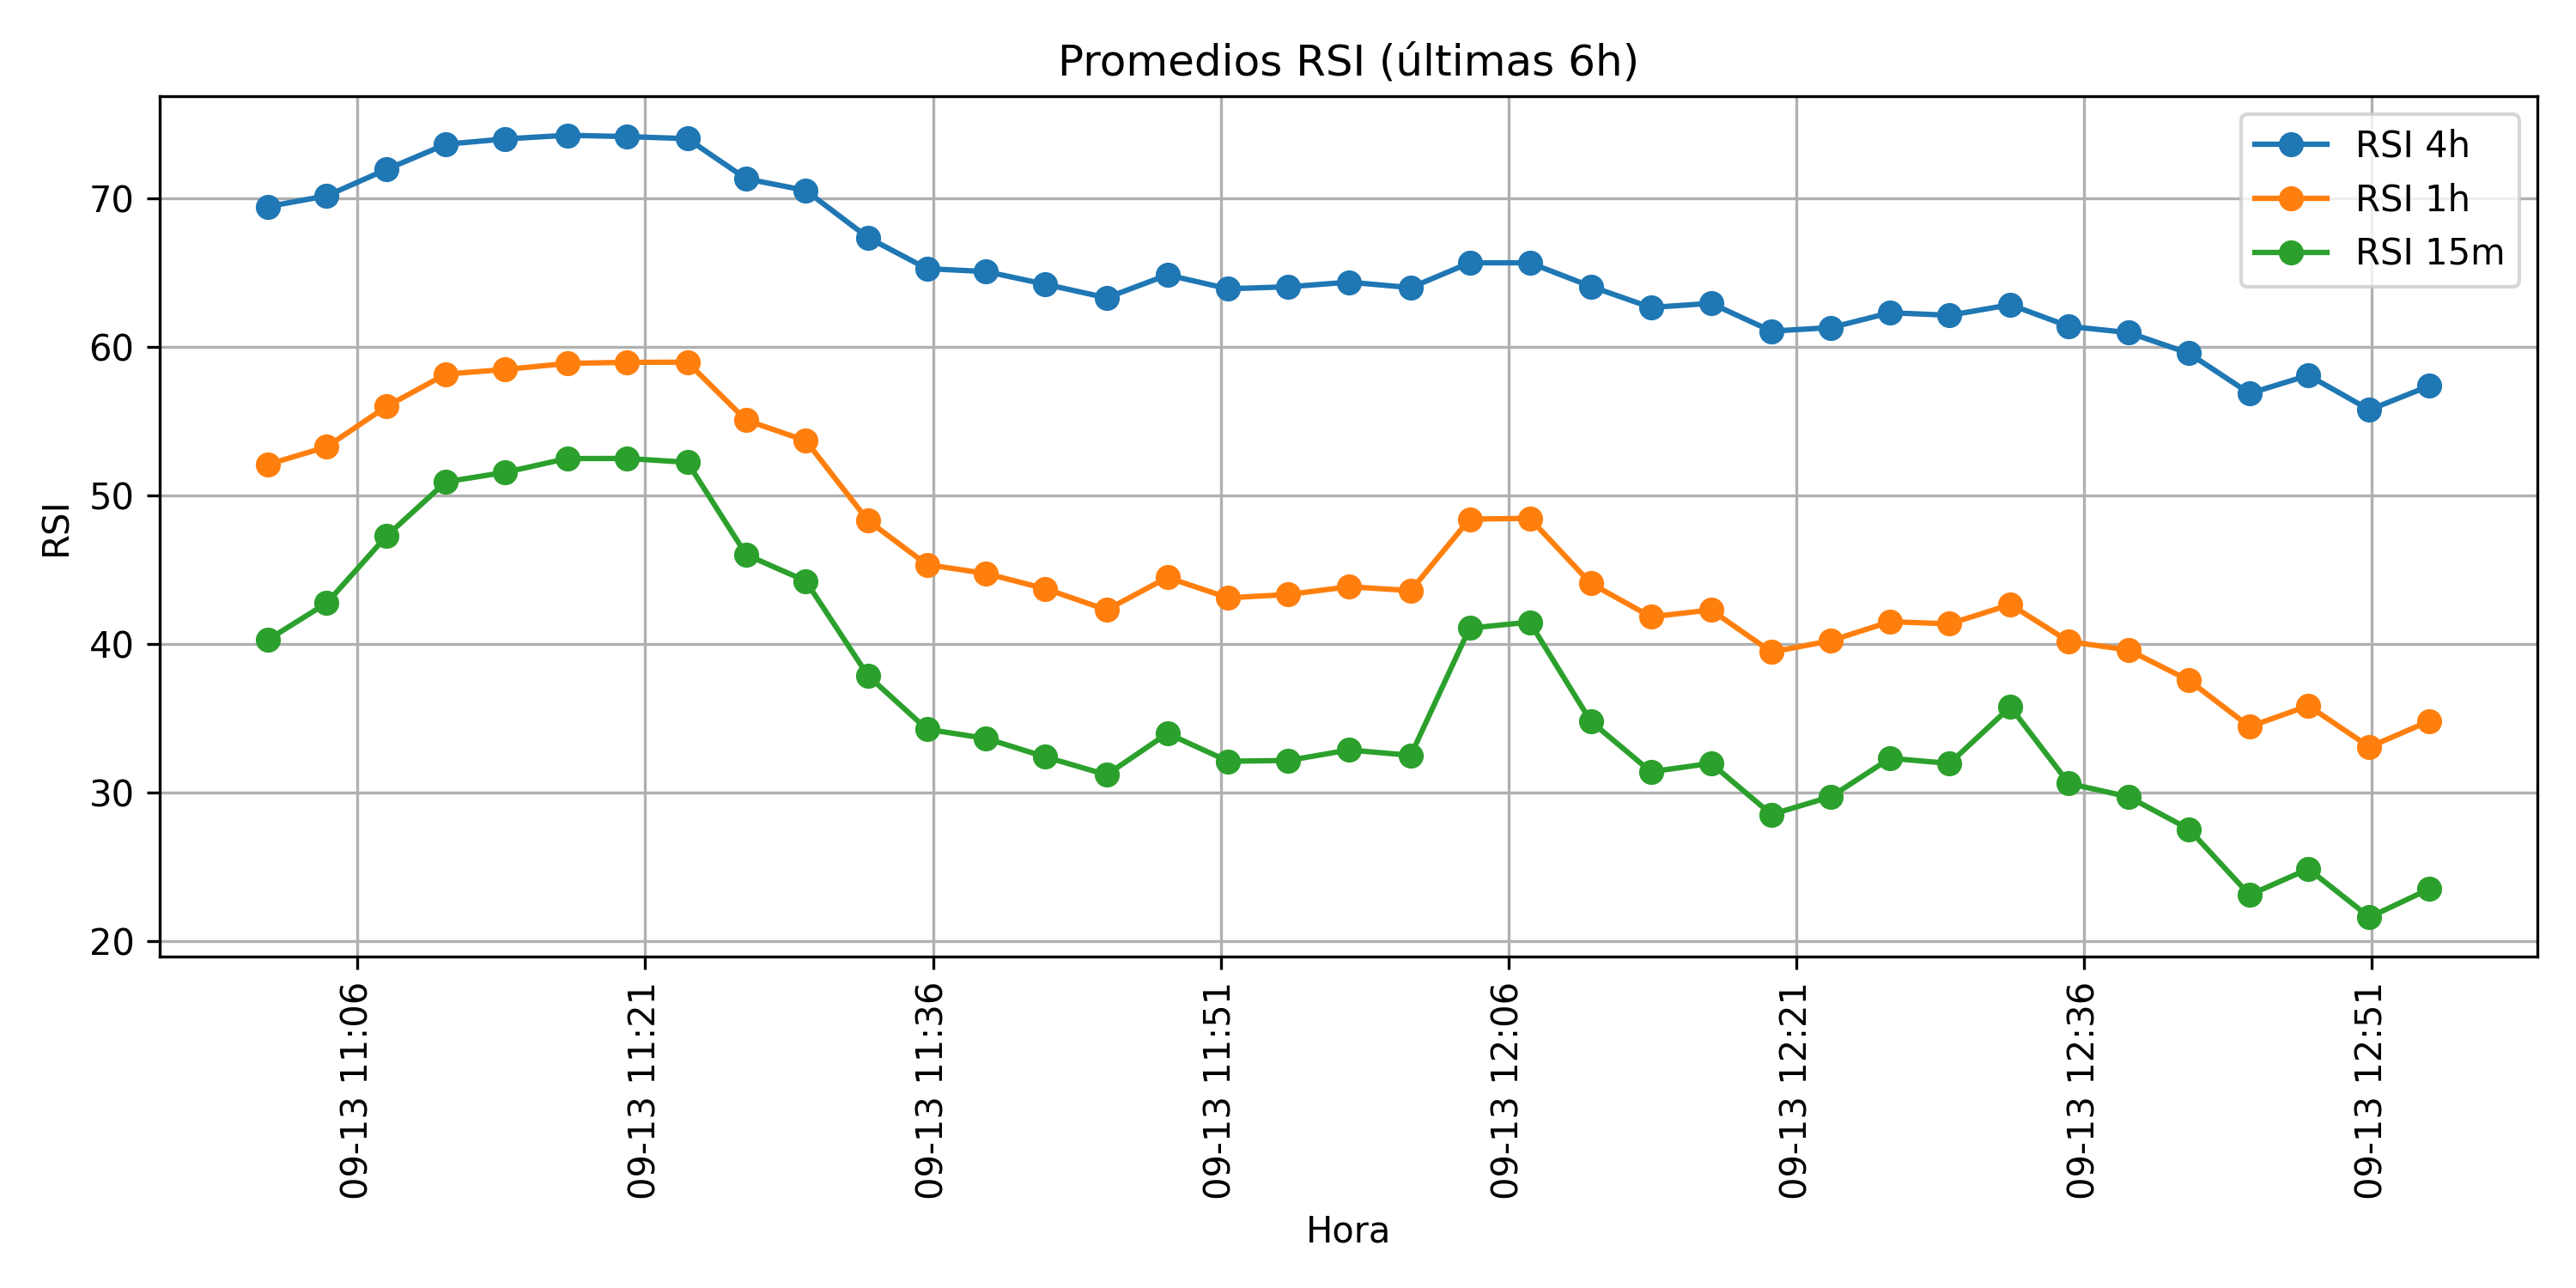 Promedios RSI (últimas 6h)
RSI 4h
RSI 1h
RSI 15m
RSI
70
60
50
40
30
20
09-13 11:06
09-13 11:21
09-13 11:36
09-13 11:51
09-13 12:06
09-13 12:21
09-13 12:36
09-13 12:51
Hora